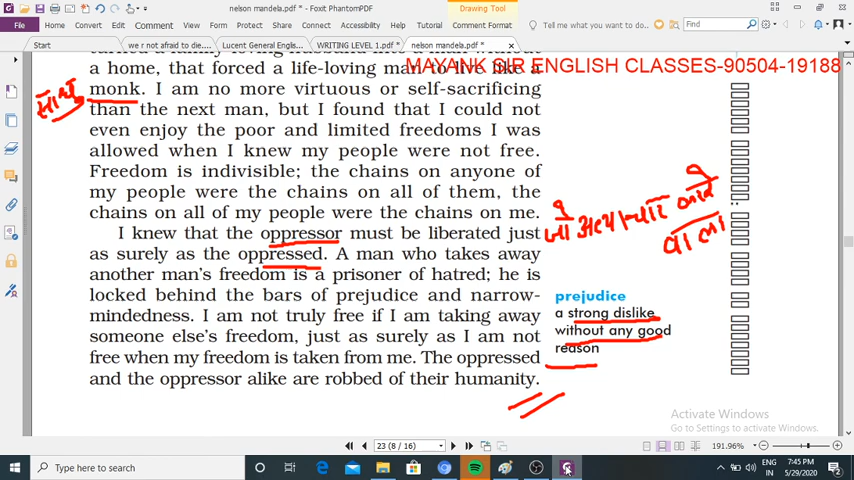 nelson mandela.pdf * - Foxit PhantomPDF
Drawing Tool
File
Home
Convert
Edit
Organize
Comment
View
Form
Protect
Share
Connect
Accessibility
Help
Tutorial
Comment Format
Tell me what you want to do...
Find
Start
we r not afraid to die....
Lucent General Englis...
WRITING LEVEL 1.pdf *
nelson mandela.pdf *
a home, that forced a life-loving man to live like a
MAYANK SIR ENGLISH CLASSES-90504-19188
monk. I am no more virtuous or self-sacrificing
than the next man, but I found that I could not
even enjoy the poor and limited freedoms I was
allowed when I knew my people were not free.
Freedom is indivisible; the chains on anyone of
my people were the chains on all of them, the
chains on all of my people were the chains on me.
I knew that the oppressor must be liberated just
as surely as the oppressed. A man who takes away
another man's freedom is a prisoner of hatred; he is
locked behind the bars of prejudice and narrow-
mindedness. I am not truly free if I am taking away
someone else's freedom, just as surely as I am not
free when my freedom is taken from me. The oppressed
and the oppressor alike are robbed of their humanity.
prejudice
a strong dislike
without any good
reason
Activate Windows
Go to Settings to activate Windows.
23 (8 / 16)
191.96%
Type here to search
ENG
IN
7:45 PM
5/29/2020